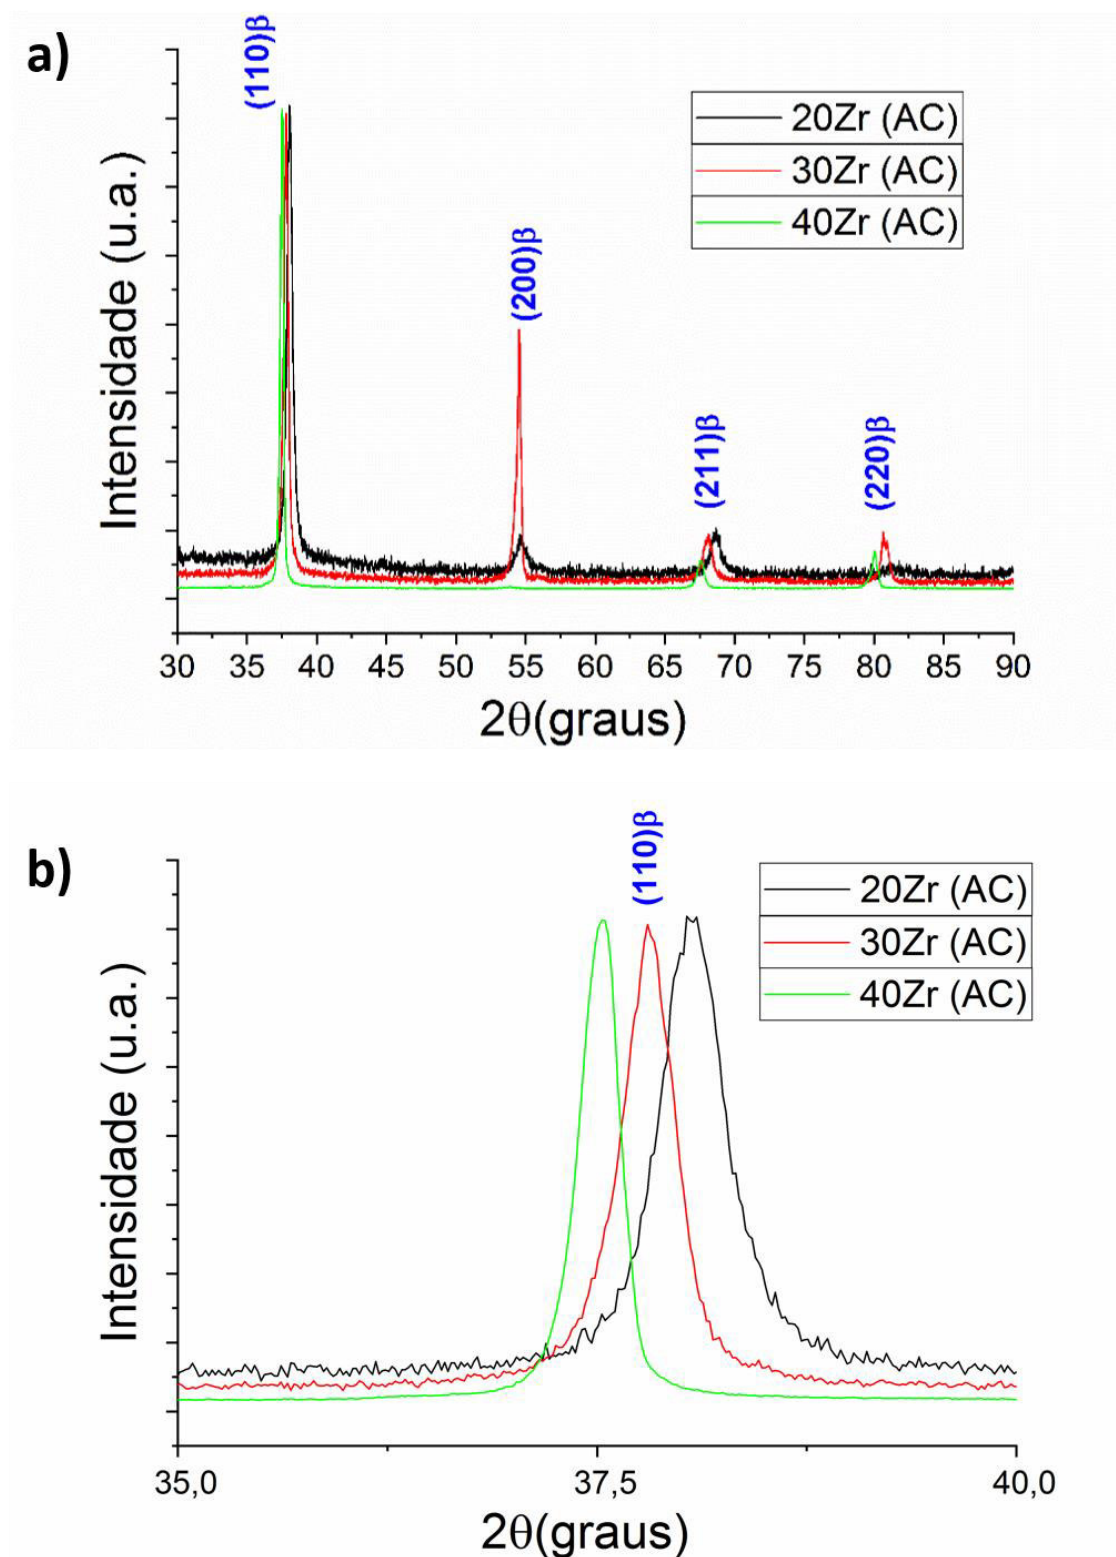 a)
(110)β
20Zr (AC)
30Zr (AC)
40Zr (AC)
(200)β
(211)β
(220)β
Intensidade (u.a.)
30 35 40 45 50 55 60 65 70 75 80 85 90
2θ(graus)
b)
(110)β
20Zr (AC)
30Zr (AC)
40Zr (AC)
Intensidade (u.a.)
35,0 37,5 40,0
2θ(graus)